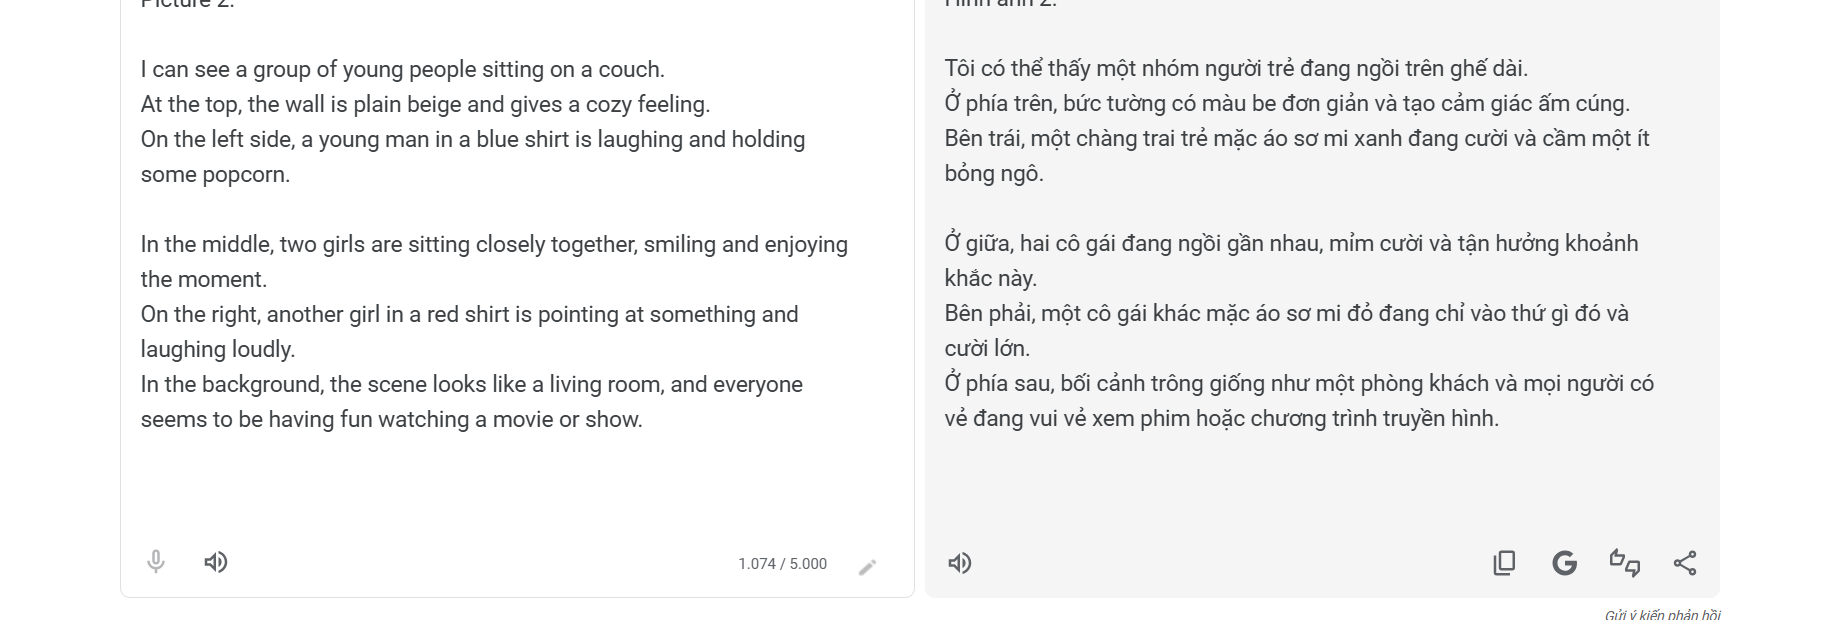 Picture 2.
I can see a group of young people sitting on a couch.
At the top, the wall is plain beige and gives a cozy feeling.
On the left side, a young man in a blue shirt is laughing and holding
some popcorn.
In the middle, two girls are sitting closely together, smiling and enjoying
the moment.
On the right, another girl in a red shirt is pointing at something and
laughing loudly.
In the background, the scene looks like a living room, and everyone
seems to be having fun watching a movie or show.
1.074 / 5.000
Hình ảnh 2.
Tôi có thể thấy một nhóm người trẻ đang ngồi trên ghế dài.
Ở phía trên, bức tường có màu be đơn giản và tạo cảm giác ấm cúng.
Bên trái, một chàng trai trẻ mặc áo sơ mi xanh đang cười và cầm một ít
bỏng ngô.
Ở giữa, hai cô gái đang ngồi gần nhau, mỉm cười và tận hưởng khoảnh
khắc này.
Bên phải, một cô gái khác mặc áo sơ mi đỏ đang chỉ vào thứ gì đó và
cười lớn.
Ở phía sau, bối cảnh trông giống như một phòng khách và mọi người có
vẻ đang vui vẻ xem phim hoặc chương trình truyền hình.
Gửi ý kiến phản hồi